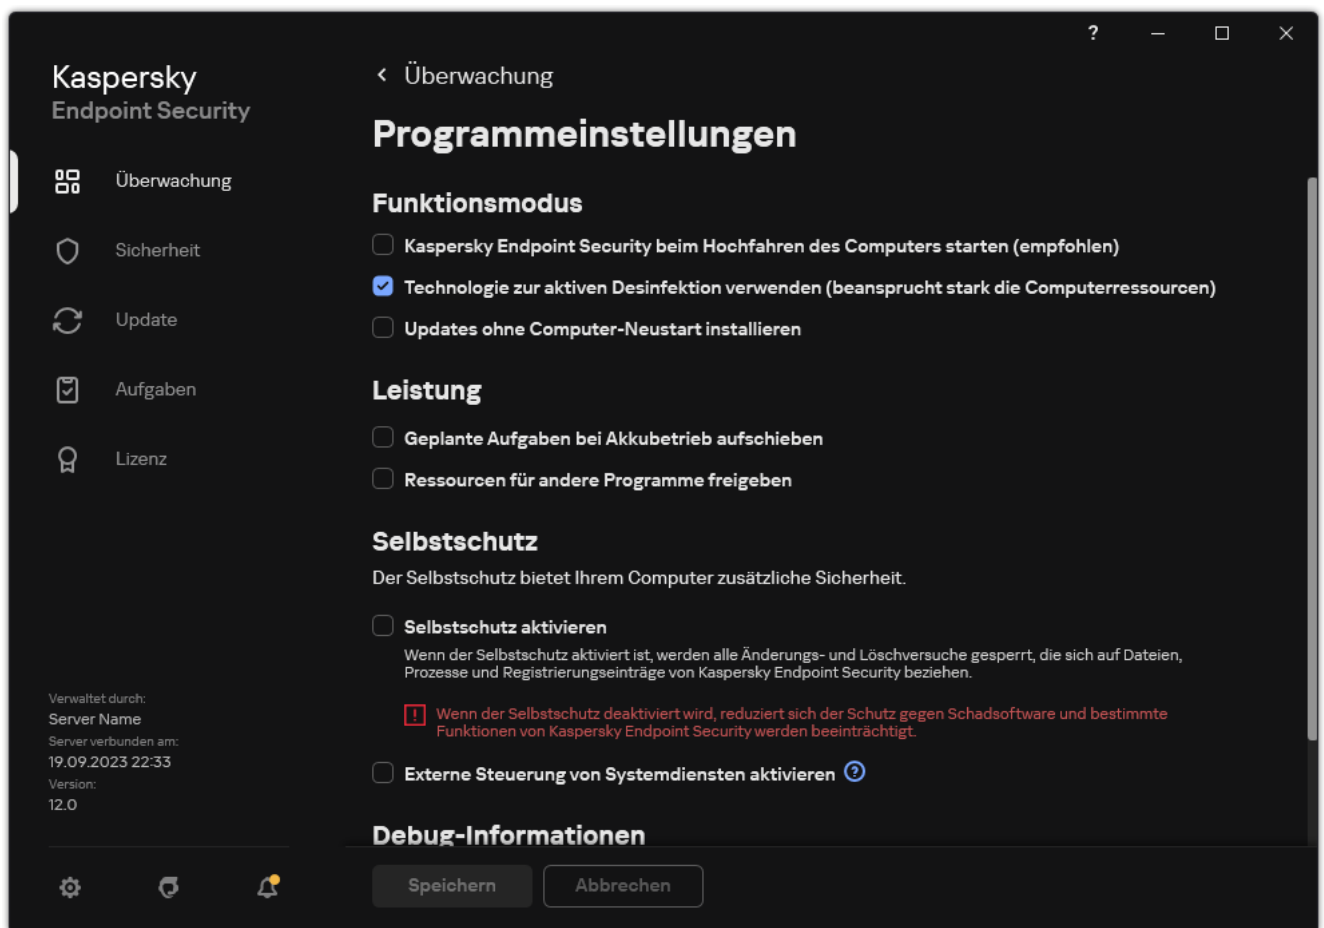 ?
Kaspersky
Endpoint Security
Überwachung
Sicherheit
Update
Aufgaben
Lizenz
Verwaltet durch:
Server Name
Server verbunden am:
19.09.2023 22:33
Version:
12.0
Überwachung
Programmeinstellungen
Funktionsmodus
Kaspersky Endpoint Security beim Hochfahren des Computers starten (empfohlen)
Technologie zur aktiven Desinfektion verwenden (beansprucht stark die Computerressourcen)
Updates ohne Computer-Neustart installieren
Leistung
Geplante Aufgaben bei Akkubetrieb aufschieben
Ressourcen für andere Programme freigeben
Selbstschutz
Der Selbstschutz bietet Ihrem Computer zusätzliche Sicherheit.
Selbstschutz aktivieren
Wenn der Selbstschutz aktiviert ist, werden alle Änderungs- und Löschversuche gesperrt, die sich auf Dateien,
Prozesse und Registrierungseinträge von Kaspersky Endpoint Security beziehen.
! Wenn der Selbstschutz deaktiviert wird, reduziert sich der Schutz gegen Schadsoftware und bestimmte
Funktionen von Kaspersky Endpoint Security werden beeinträchtigt.
Externe Steuerung von Systemdiensten aktivieren ?
Debug-Informationen
Speichern
Abbrechen